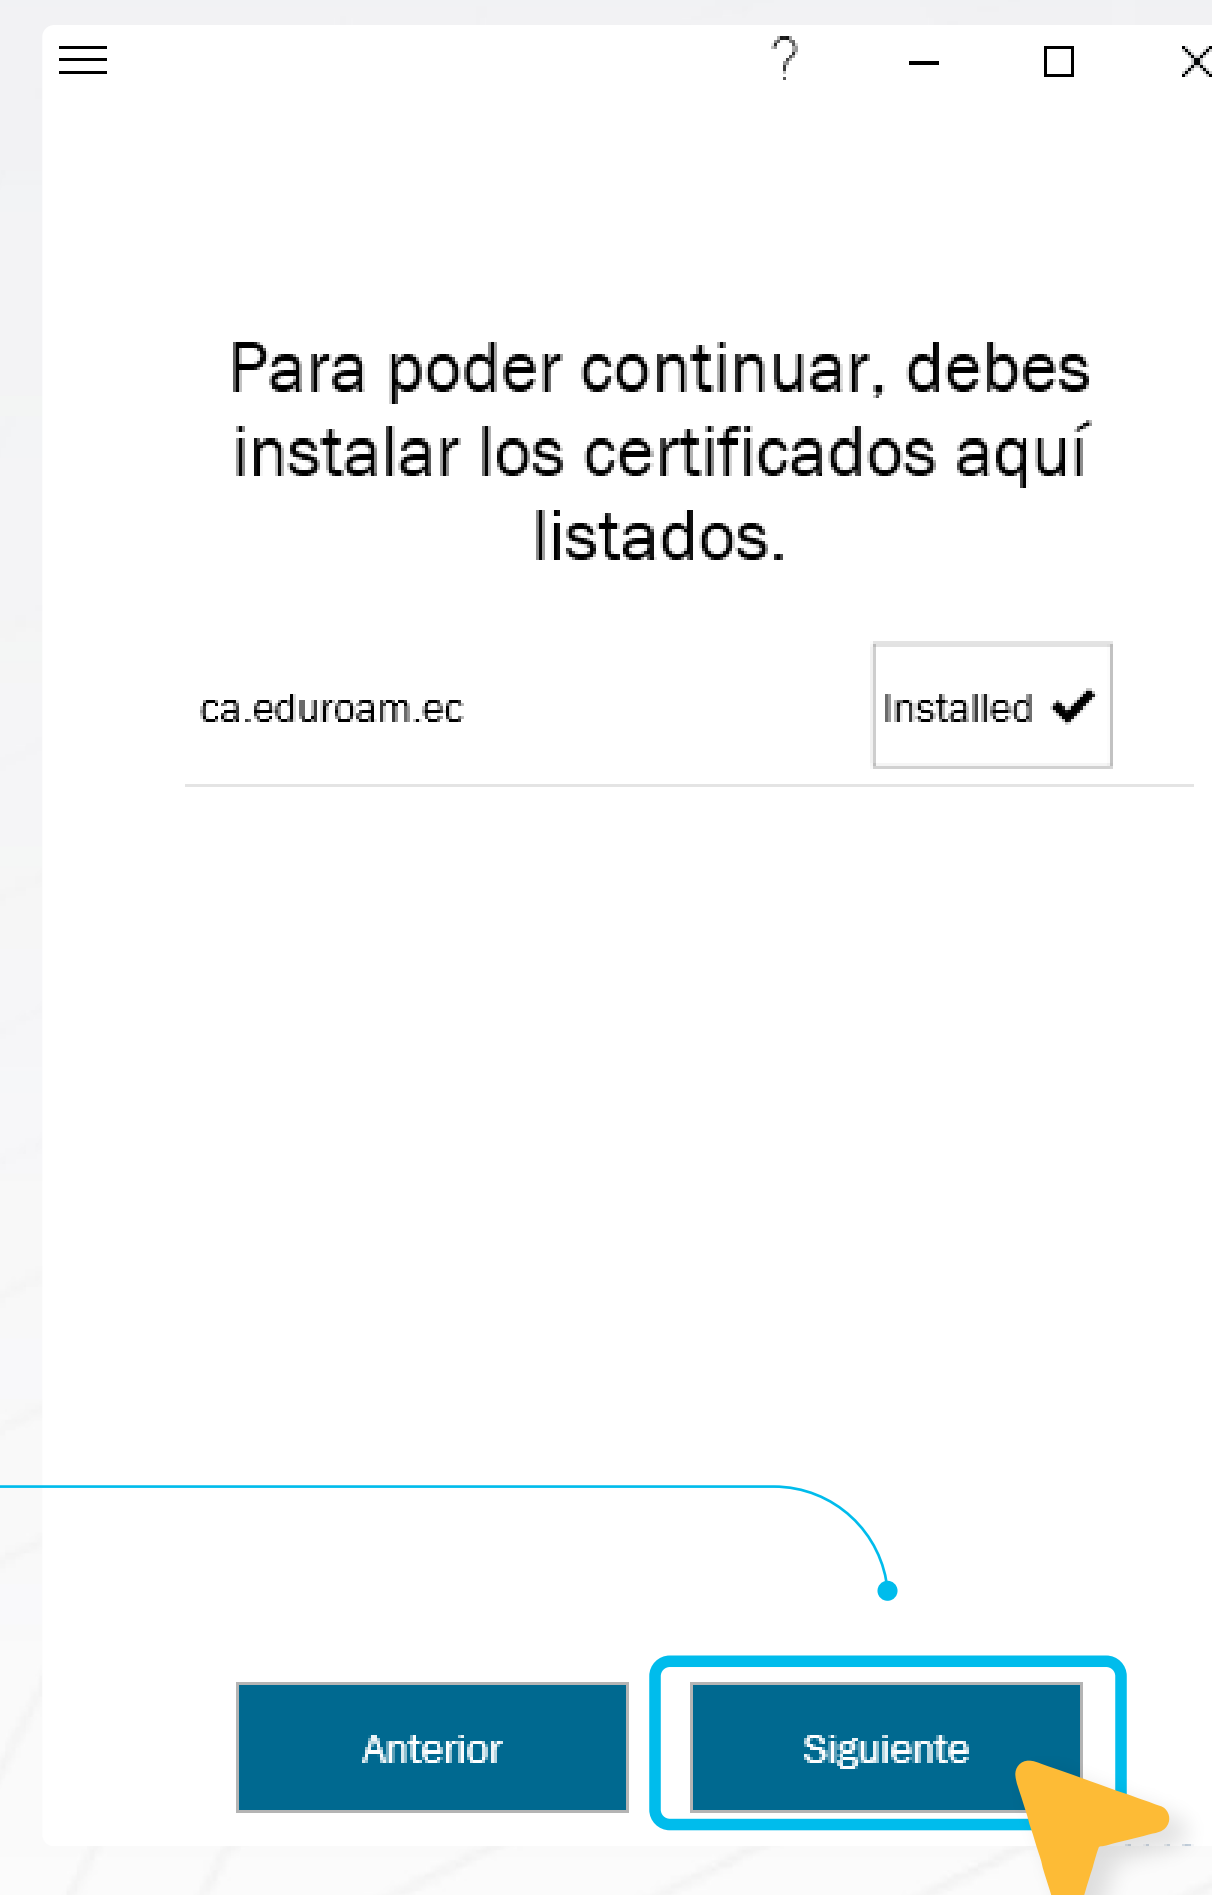 Para poder continuar, debes
instalar los certificados aquí
listados.
ca.eduroam.ec
Installed
Anterior
Siguiente